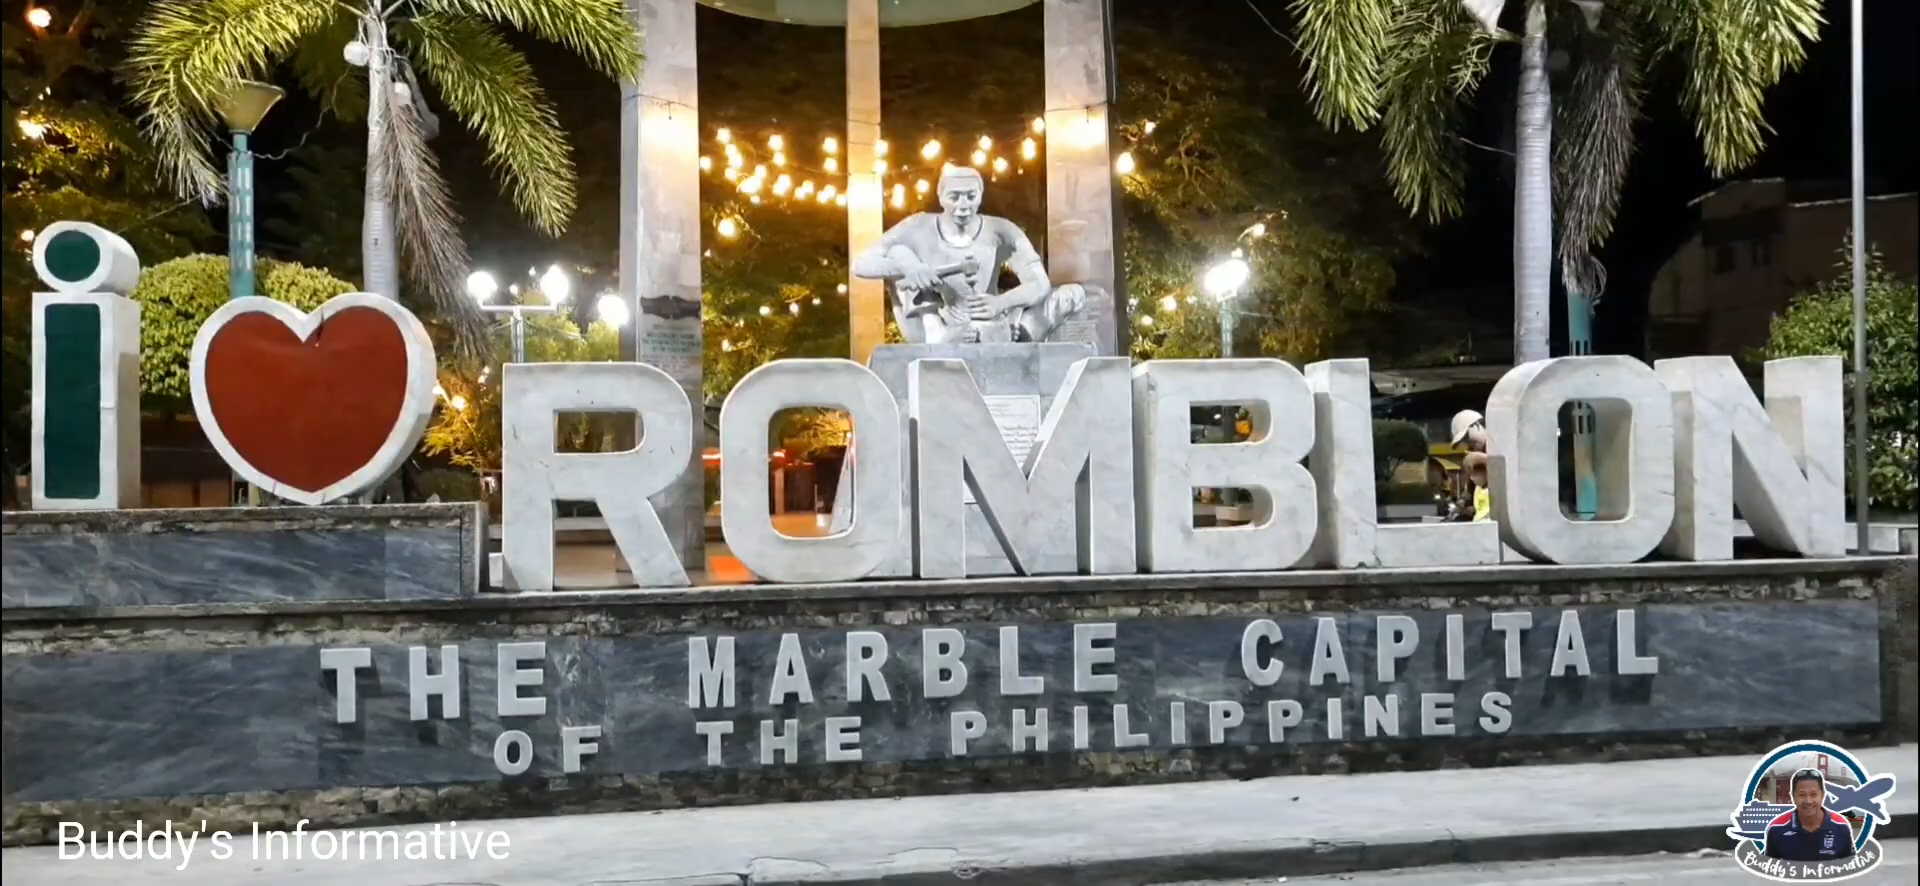 i ROMBLON
THE MARBLE CAPITAL
OF THE PHILIPPINES
Buddy's Informative
Buddy's Informative